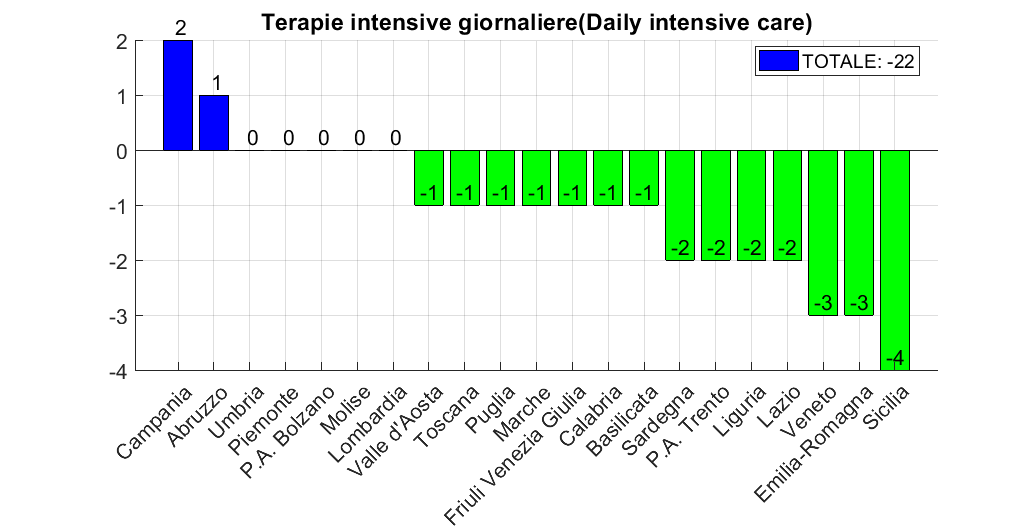 Terapie intensive giornaliere(Daily intensive care)
TOTALE: -22
2
1
0
-1
-2
-3
-4
2
1
0
0
0
0
0
-1
-1
-1
-1
-1
-1
-1
-2
-2
-2
-2
-3
-3
-4
Campania
Abruzzo
Umbria
Piemonte
P.A. Bolzano
Molise
Lombardia
Valle d'Aosta
Toscana
Puglia
Marche
Friuli Venezia Giulia
Calabria
Basilicata
Sardegna
P.A. Trento
Liguria
Lazio
Veneto
Emilia-Romagna
Sicilia